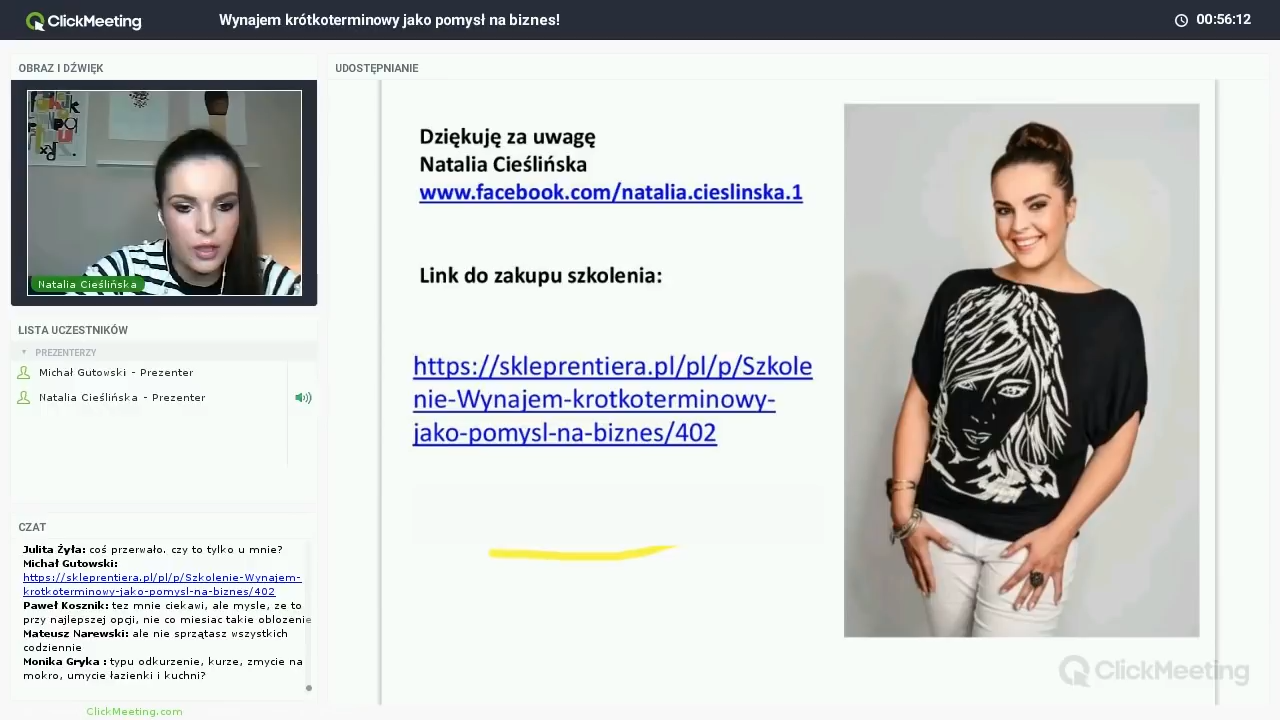 ClickMeeting
Wynajem krótkoterminowy jako pomysł na biznes!
00:56:12
OBRAZ I DŹWIĘK
Natalia Cieślińska
LISTA UCZESTNIKÓW
PREZENTERZY
Michał Gutowski - Prezenter
Natalia Cieślińska - Prezenter
CZAT
Julita Żyła: coś przerwało. czy to tylko u mnie?
Michał Gutowski:
https://skleprentiera.pl/pl/p/Szkolenie-Wynajem-
krotkoterminowy-jako-pomysl-na-biznes/402
Paweł Kosznik: tez mnie ciekawi, ale mysle, ze to
przy najlepszej opcji, nie co miesiac takie oblozenie
Mateusz Narewski: ale nie sprzątasz wszystkich
codziennie
Monika Gryka : typu odkurzenie, kurze, zmycie na
mokro, umycie łazienki i kuchni?
ClickMeeting.com
UDOSTĘPNIANIE
Dziękuję za uwagę
Natalia Cieślińska
www.facebook.com/natalia.cieslinska.1
Link do zakupu szkolenia:
https://skleprentiera.pl/pl/p/Szkole
nie-Wynajem-krotkoterminowy-
jako-pomysl-na-biznes/402
ClickMeeting